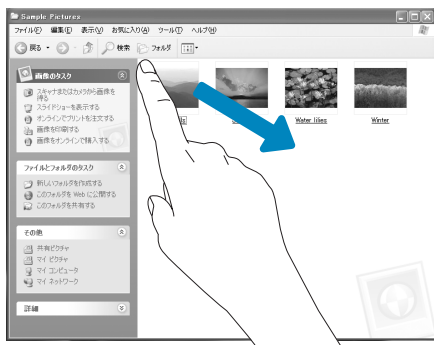 Sample Pictures
ファイル(F) 編集(E) 表示(V) お気に入り(A) ツール(T) ヘルプ(H)
戻る 検索 フォルダ
画像のタスク
スキャナまたはカメラから画像を
得る
スライドショーを表示する
オンラインでプリントを注文する
画像を印刷する
画像をオンラインで購入する
ファイルとフォルダのタスク
新しいフォルダを作成する
このフォルダを Web に公開する
このフォルダを共有する
その他
共有ピクチャ
マイ ピクチャ
マイ コンピュータ
マイ ネットワーク
詳細
Water lilies Winter